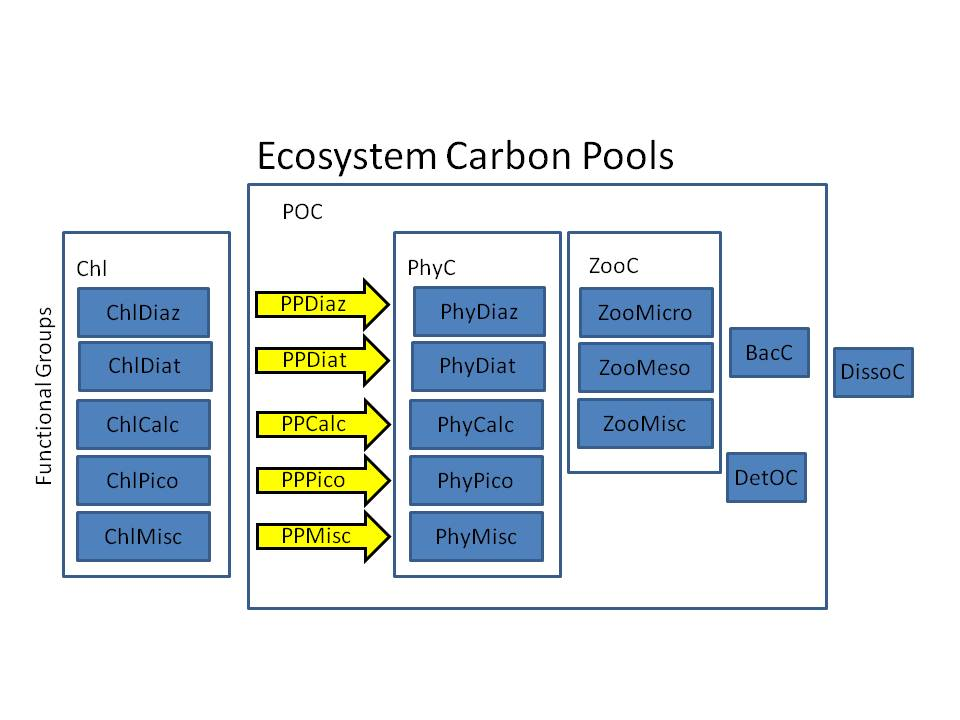 Ecosystem Carbon Pools
Functional Groups
Chl
ChlDiaz
ChlDiat
ChlCalc
ChlPico
ChlMisc
POC
PPDiaz
PPDiat
PPCalc
PPPico
PPMisc
PhyC
PhyDiaz
PhyDiat
PhyCalc
PhyPico
PhyMisc
ZooC
ZooMicro
ZooMeso
ZooMisc
BacC
DetOC
DissoC